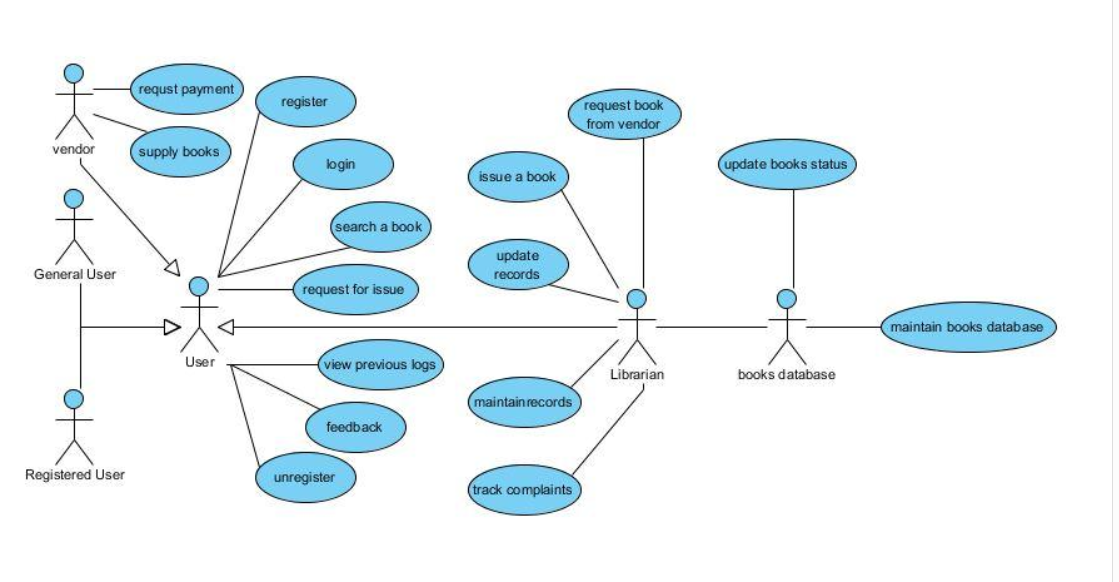 requst payment
register
request book
from vendor
vendor
supply books
login
update books status
issue a book
search a book
update
records
General User
request for issue
maintain books database
User
view previous logs
Librarian
books database
maintainrecords
feedback
Registered User
unregister
track complaints